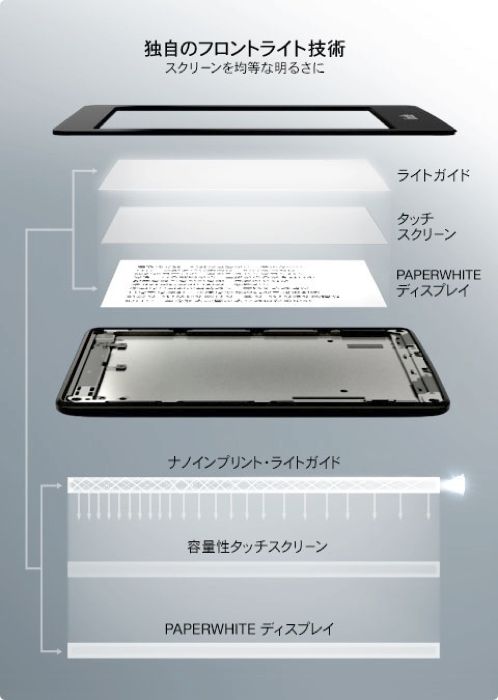 独自のフロントライト技術
スクリーンを均等な明るさに
ライトガイド
タッチ
スクリーン
PAPERWHITE
ディスプレイ
ナノインプリント・ライトガイド
容量性タッチスクリーン
PAPERWHITE ディスプレイ